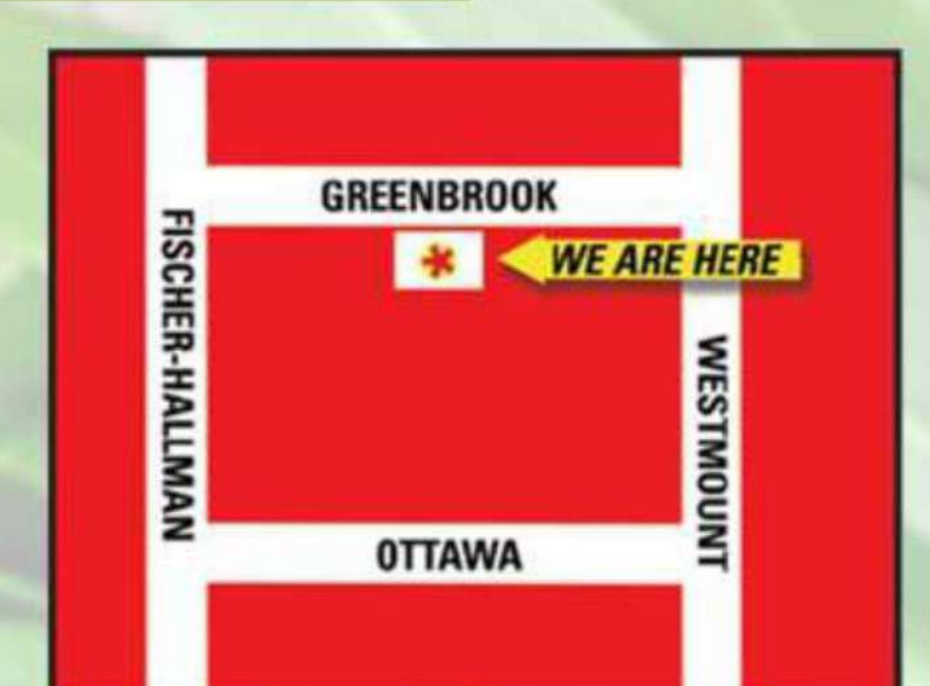 GREENBROOK
WE ARE HERE
FISCHER-HALLMAN
WESTMOUNT
OTTAWA